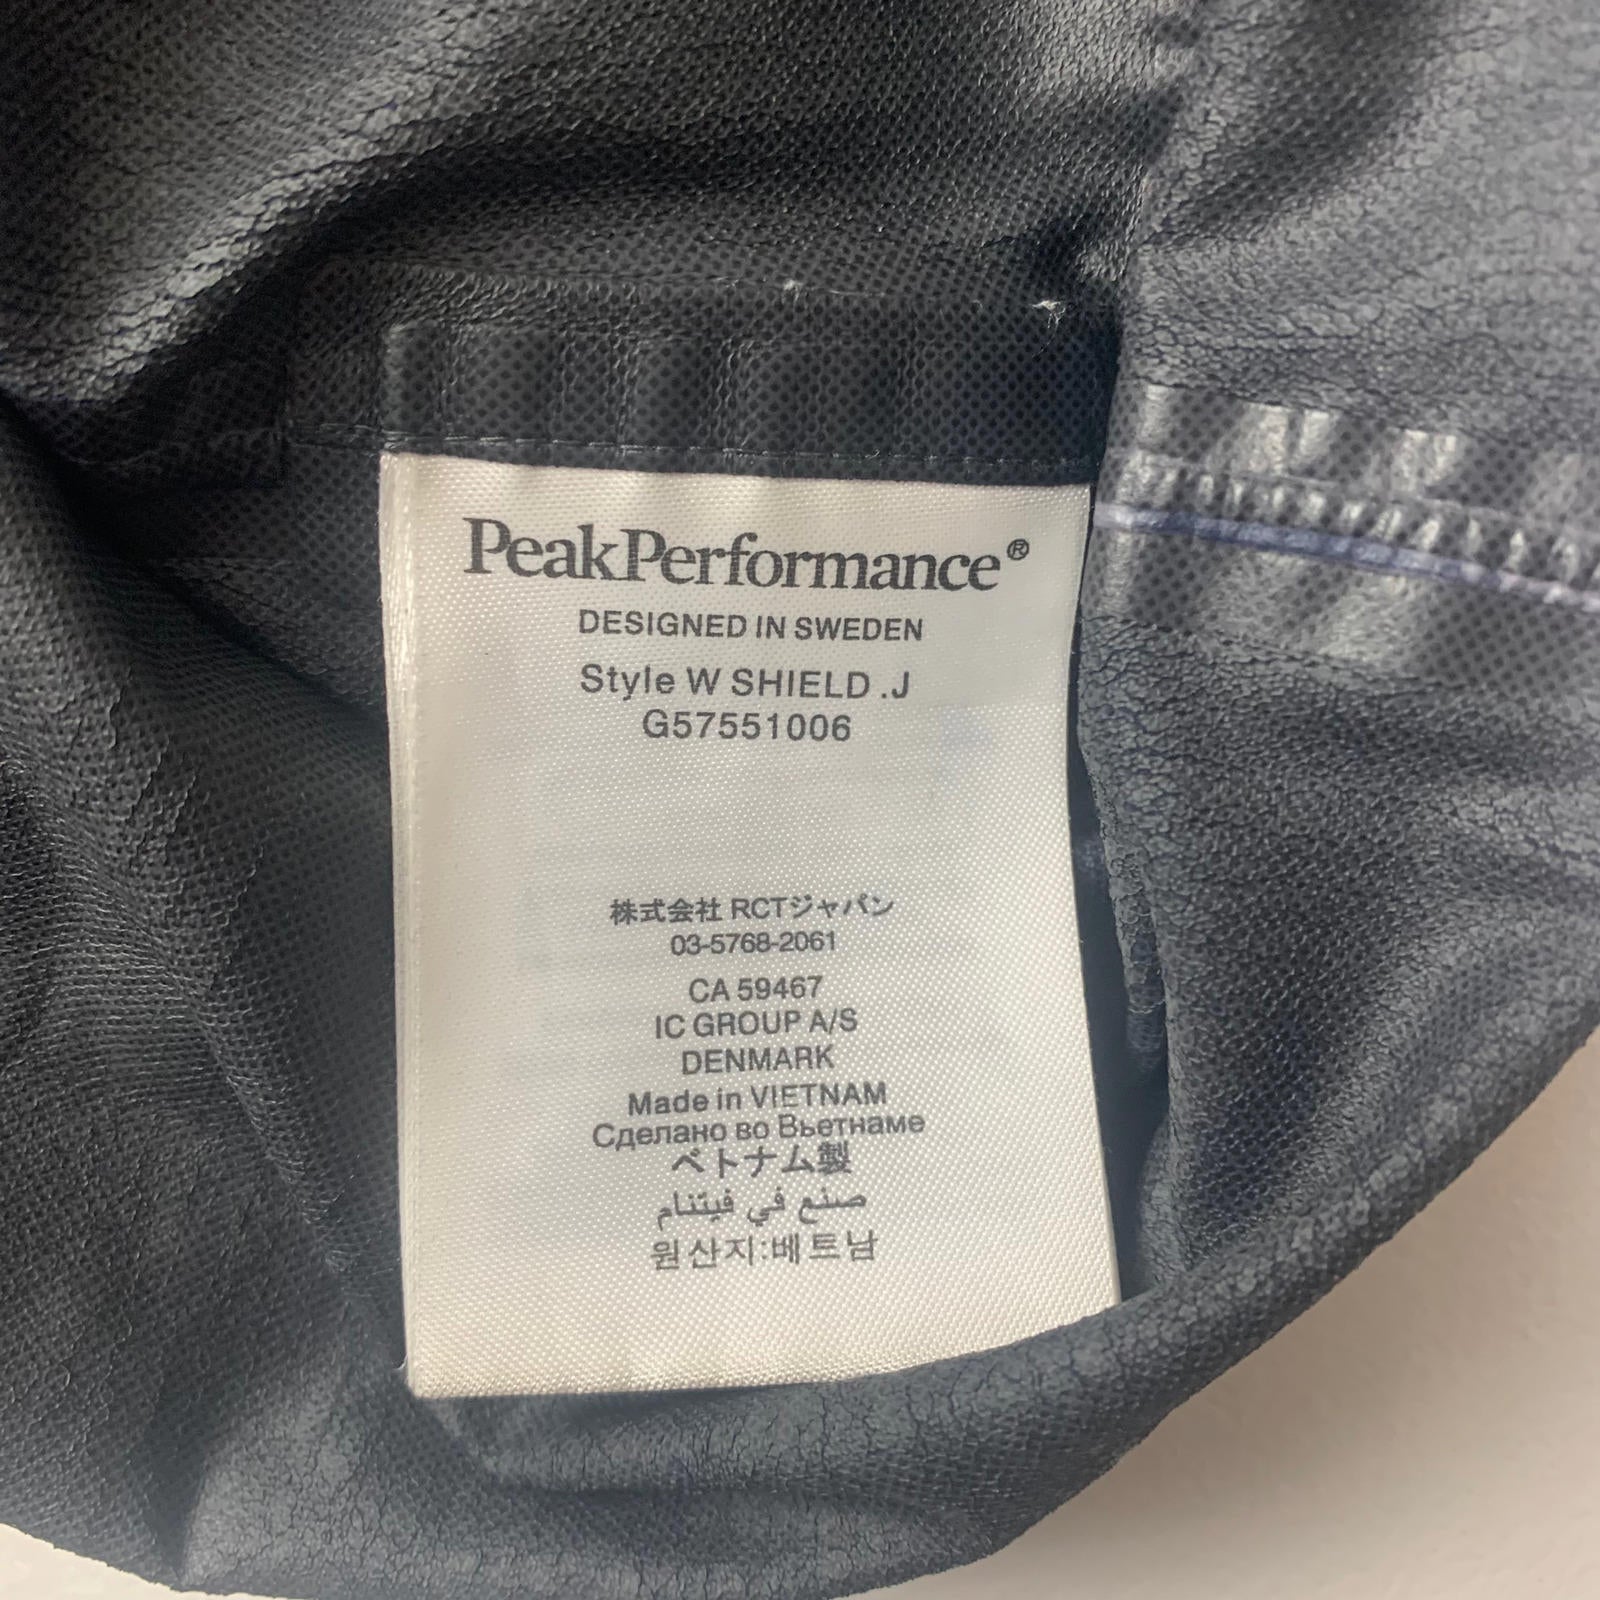 PeakPerformance®
DESIGNED IN SWEDEN
Style W SHIELD .J
G57551006
株式会社 RCTジャパン
03-5768-2061
CA 59467
IC GROUP A/S
DENMARK
Made in VIETNAM
Сделано во Вьетнаме
ベトナム製
صنع في فيتنام
원산지:베트남